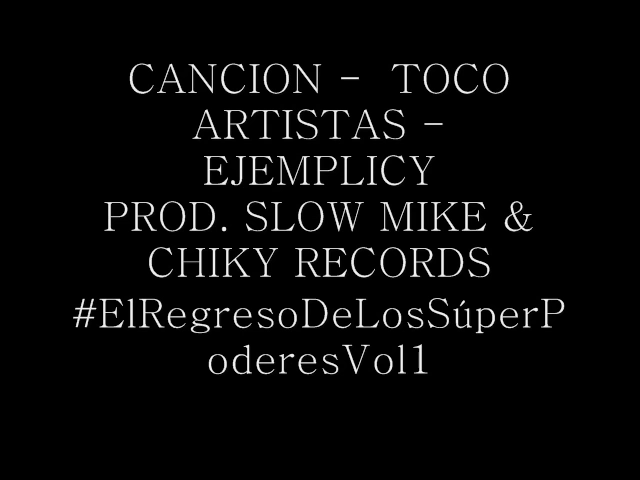 CANCION - TOCO
ARTISTAS -
EJEMPLICY
PROD. SLOW MIKE &
CHIKY RECORDS
#ElRegresoDeLosSúperP
oderesVol1